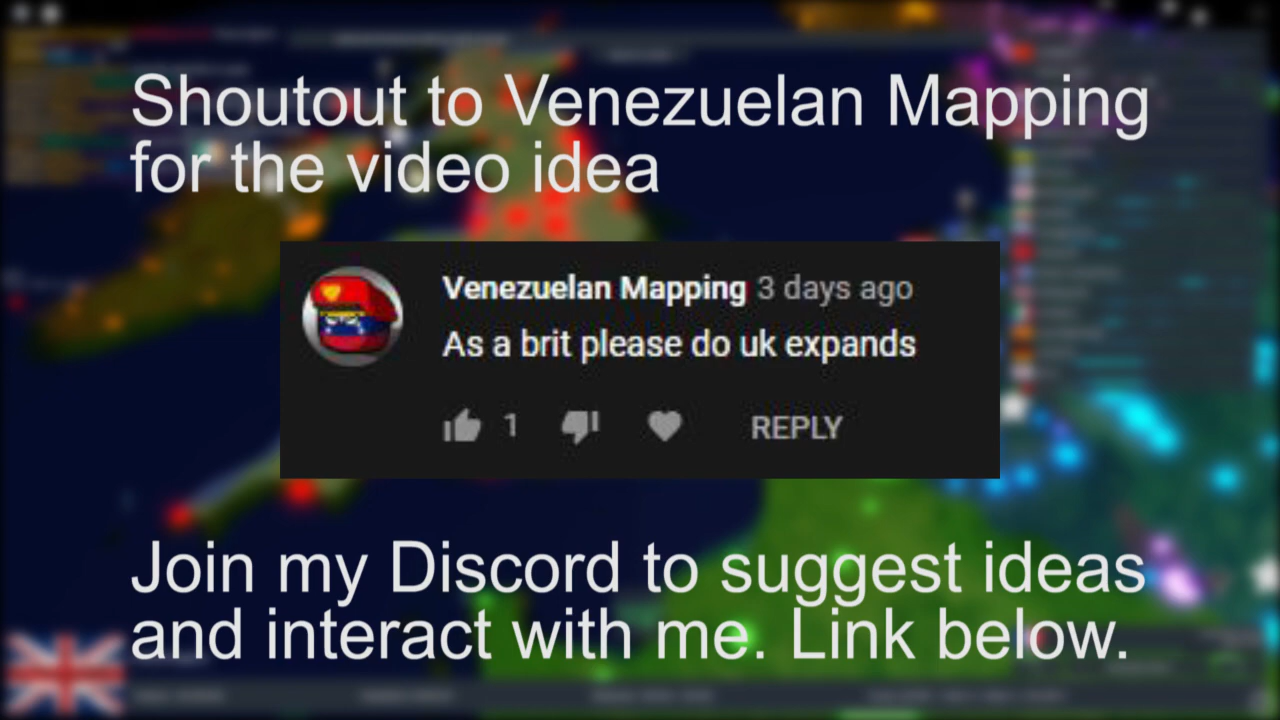 Shoutout to Venezuelan Mapping
for the video idea
Venezuelan Mapping 3 days ago
As a brit please do uk expands
1 REPLY
Join my Discord to suggest ideas
and interact with me. Link below.